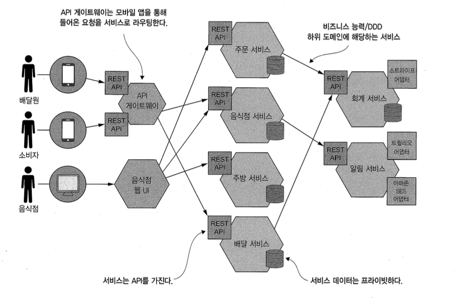 API 게이트웨이는 모바일 앱을 통해
들어온 요청을 서비스로 라우팅한다.
비즈니스 능력/DDD
하위 도메인에 해당하는 서비스
배달원
REST
API
API
게이트웨이
REST
API
소비자
음식점
음식점
웹 UI
REST
API
주문 서비스
REST
API
음식점 서비스
REST
API
주방 서비스
REST
API
배달 서비스
REST
API
회계 서비스
스트라이프
어댑터
REST
API
알림 서비스
트윌리오
어댑터
아마존
SES
어댑터
서비스는 API를 가진다.
서비스 데이터는 프라이빗하다.